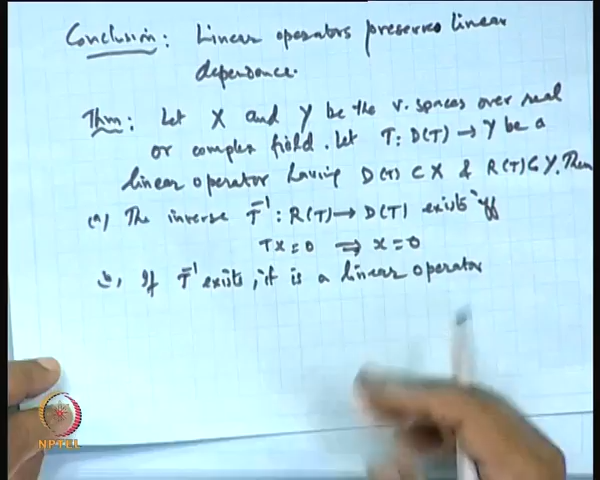 Conclusion: Linear operators preserves linear
dependence.
Thm: Let X and Y be the v. spaces over real
or complex field. Let T: D(T) → Y be a
linear operator having D(T) ⊂ X & R(T) ⊂ Y. Then
(a) The inverse T⁻¹: R(T) → D(T) exists iff
Tx = 0 ⟹ x = 0
(b) If T⁻¹ exists, it is a linear operator
NPTEL